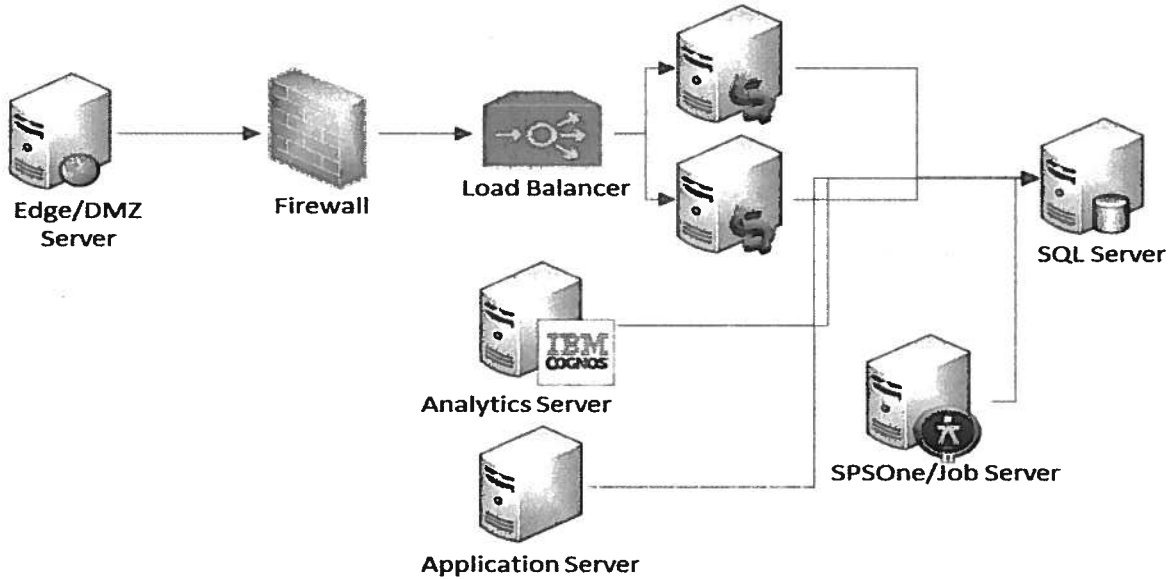 Edge/DMZ
Server
Firewall
Load Balancer
SQL Server
IBM
COGNOS
Analytics Server
SPSOne/Job Server
Application Server